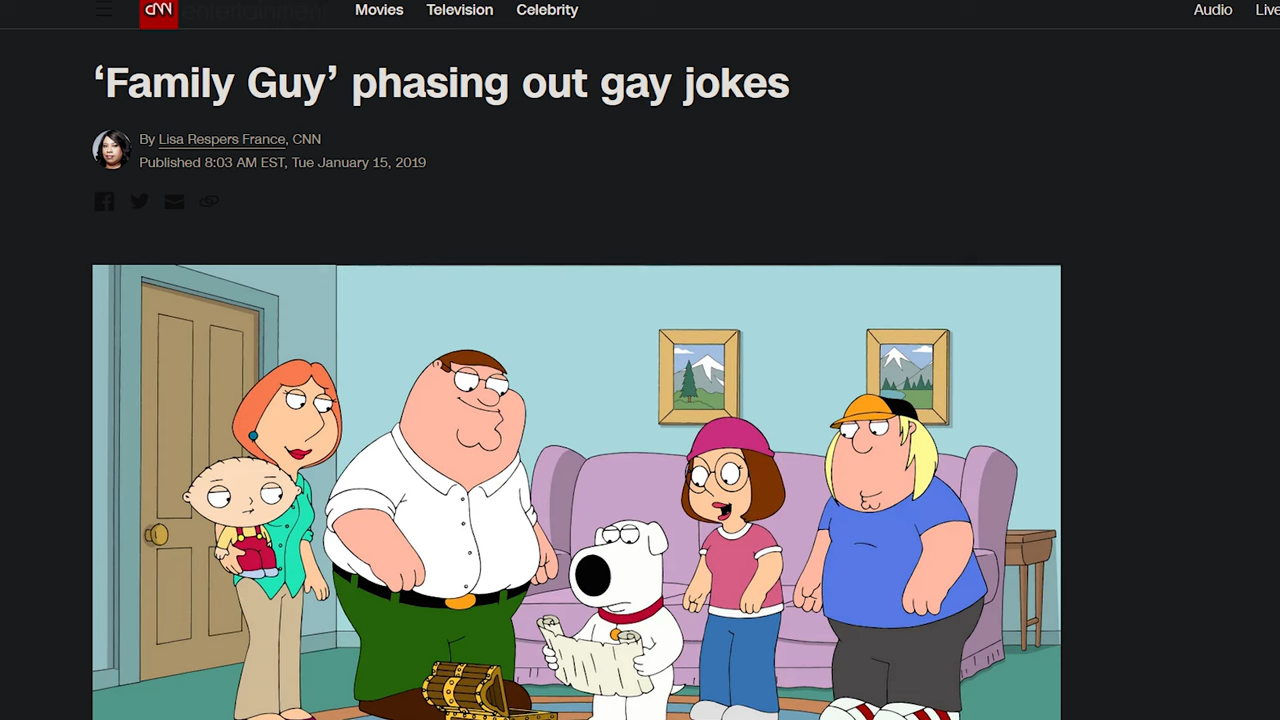 CNN entertainment Movies Television Celebrity Audio Live
‘Family Guy’ phasing out gay jokes
By Lisa Respers France, CNN
Published 8:03 AM EST, Tue January 15, 2019